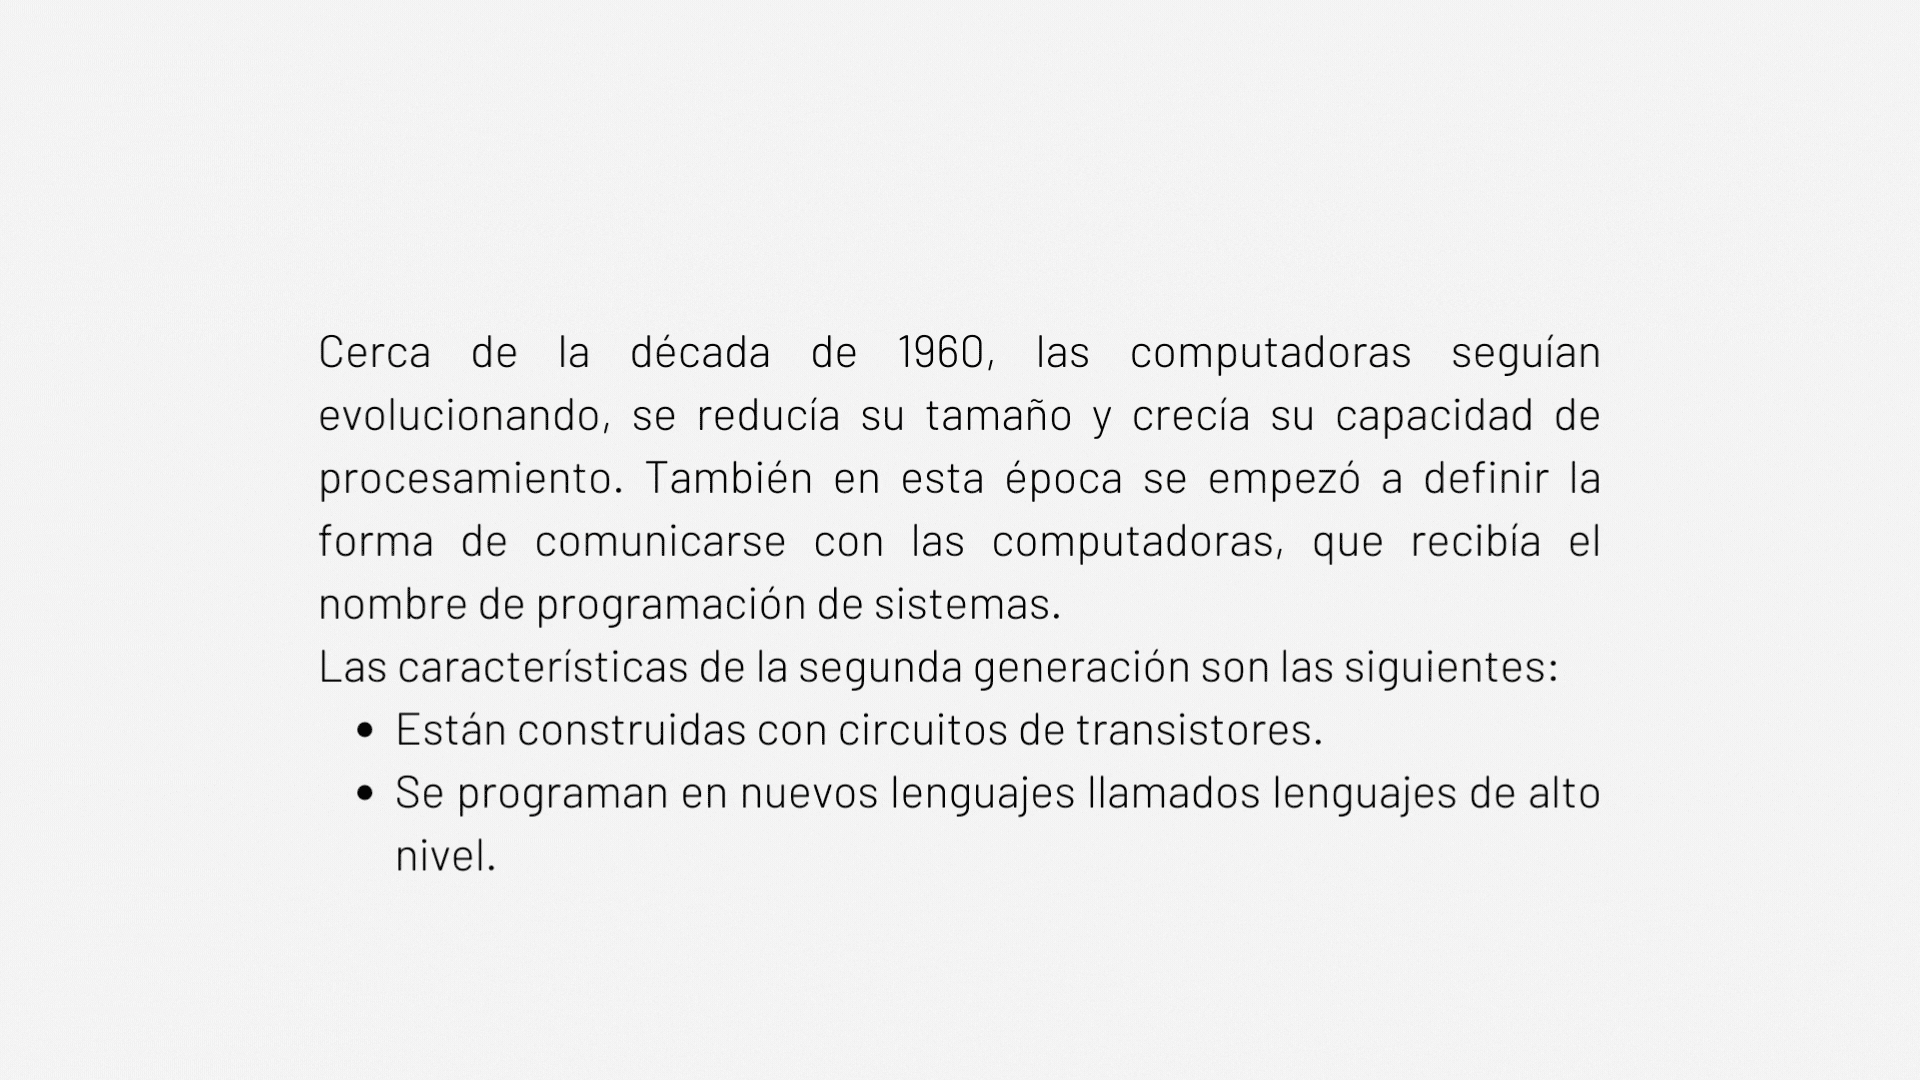 Cerca de la década de 1960, las computadoras seguían
evolucionando, se reducía su tamaño y crecía su capacidad de
procesamiento. También en esta época se empezó a definir la
forma de comunicarse con las computadoras, que recibía el
nombre de programación de sistemas.
Las características de la segunda generación son las siguientes:
• Están construidas con circuitos de transistores.
• Se programan en nuevos lenguajes llamados lenguajes de alto
nivel.